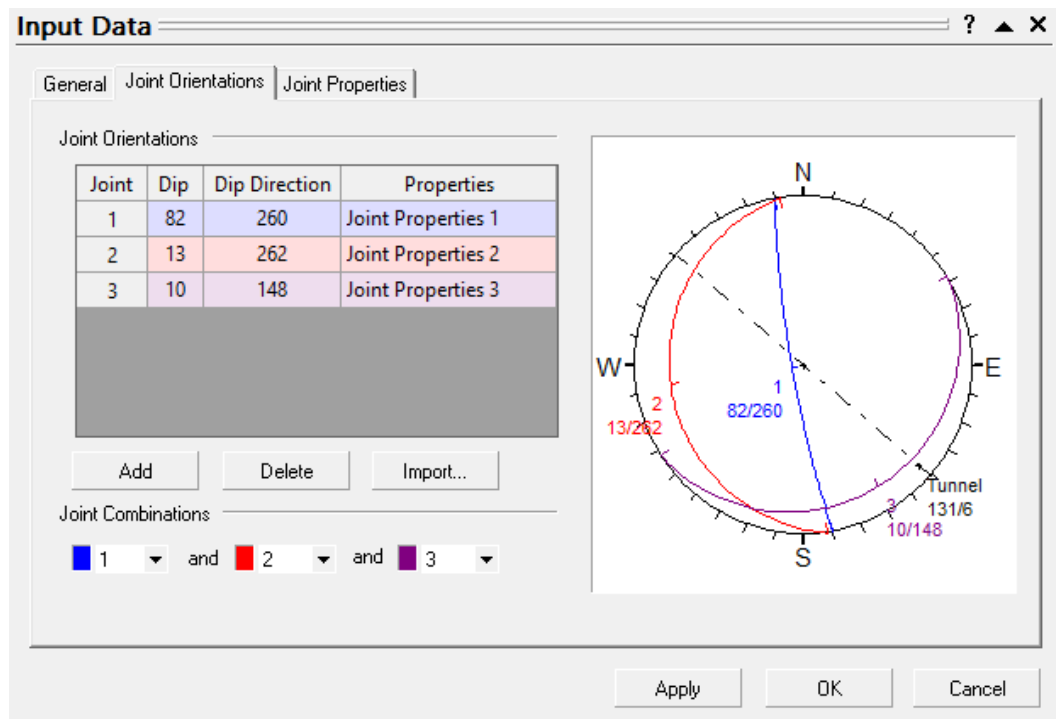 Input Data ? ▲ ✕
General Joint Orientations Joint Properties
Joint Orientations
Joint Dip Dip Direction Properties
1 82 260 Joint Properties 1
2 13 262 Joint Properties 2
3 10 148 Joint Properties 3
Add Delete Import...
Joint Combinations
1 and 2 and 3
N
W
E
S
1
82/260
2
13/262
Tunnel
131/6
3
10/148
Apply OK Cancel